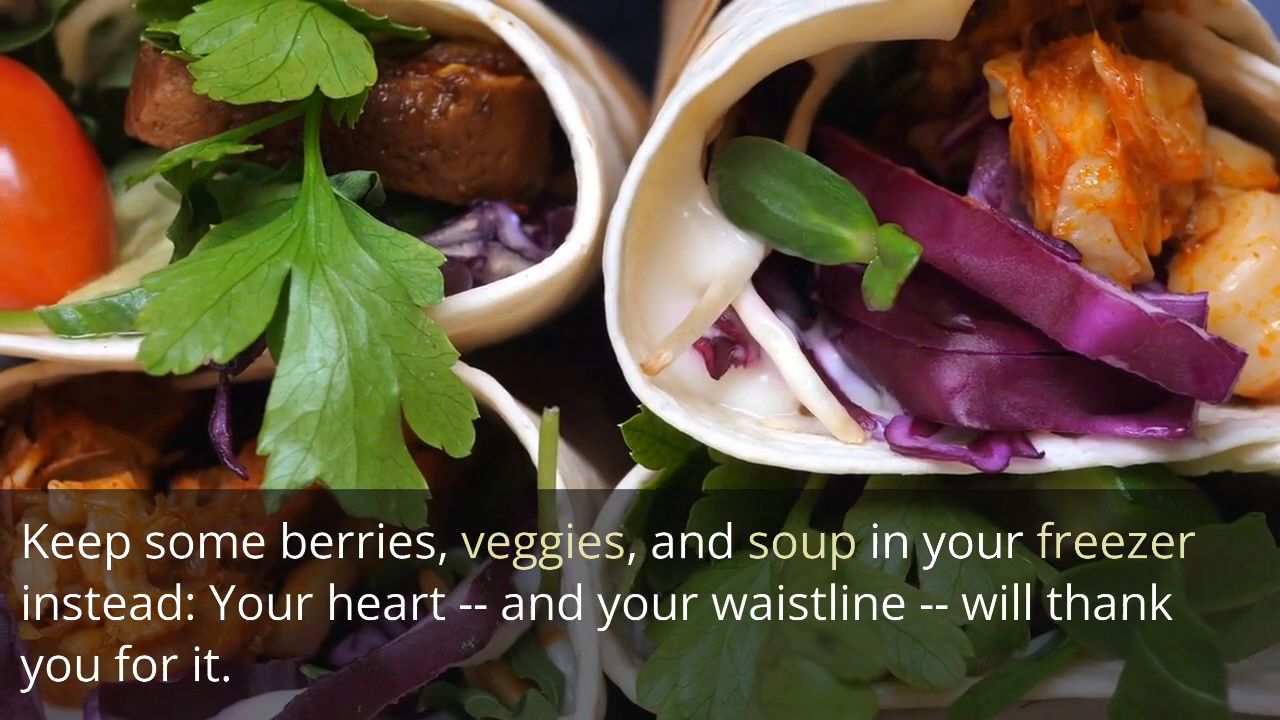 Keep some berries, veggies, and soup in your freezer
instead: Your heart -- and your waistline -- will thank
you for it.